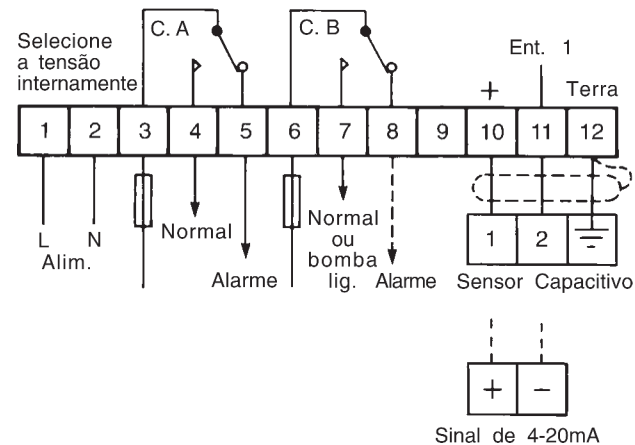 C. A
C. B
Selecione
a tensão
internamente
Ent. 1
+
Terra
1 2 3 4 5 6 7 8 9 10 11 12
L N
Alim.
Normal
Alarme
Normal
ou
bomba
lig.
Alarme
1 2
Sensor Capacitivo
+ −
Sinal de 4-20mA